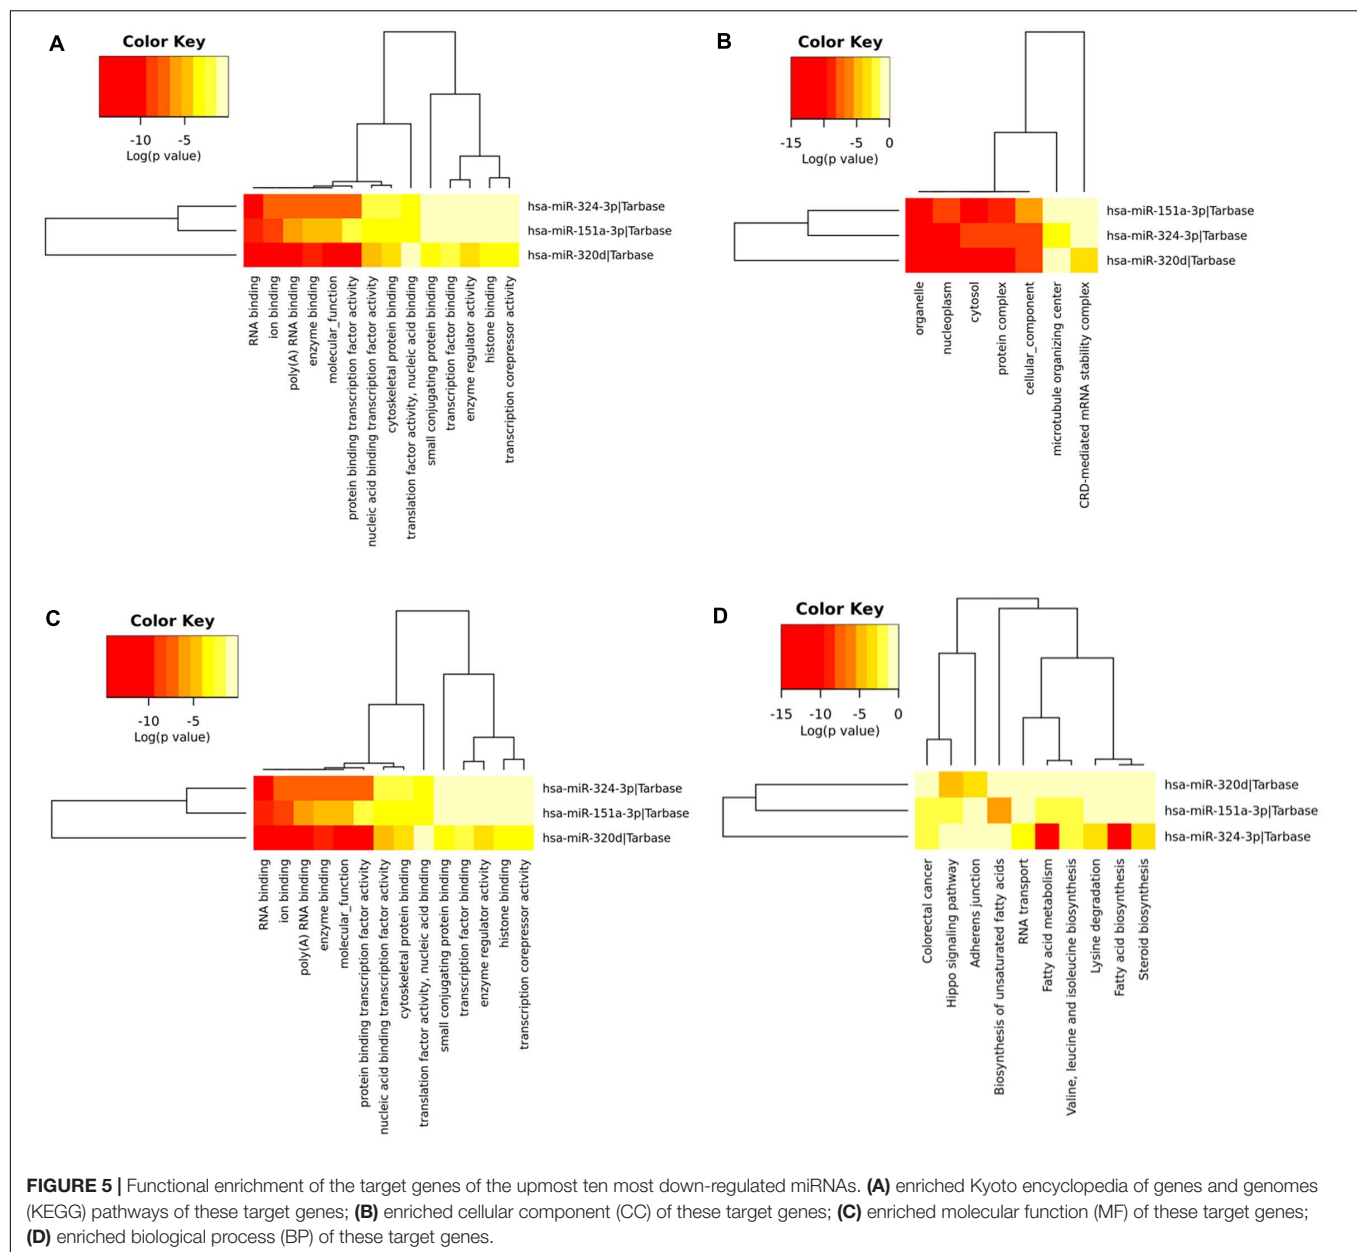 A
Color Key
-10 -5
Log(p value)
hsa-miR-324-3p|Tarbase
hsa-miR-151a-3p|Tarbase
hsa-miR-320d|Tarbase
RNA binding
ion binding
poly(A) RNA binding
enzyme binding
molecular_function
protein binding transcription factor activity
nucleic acid binding transcription factor activity
cytoskeletal protein binding
translation factor activity, nucleic acid binding
small conjugating protein binding
transcription factor binding
enzyme regulator activity
histone binding
transcription corepressor activity
B
Color Key
-15 -5 0
Log(p value)
hsa-miR-151a-3p|Tarbase
hsa-miR-324-3p|Tarbase
hsa-miR-320d|Tarbase
organelle
nucleoplasm
cytosol
protein complex
cellular_component
microtubule organizing center
CRD-mediated mRNA stability complex
C
Color Key
-10 -5
Log(p value)
hsa-miR-324-3p|Tarbase
hsa-miR-151a-3p|Tarbase
hsa-miR-320d|Tarbase
RNA binding
ion binding
poly(A) RNA binding
enzyme binding
molecular_function
protein binding transcription factor activity
nucleic acid binding transcription factor activity
cytoskeletal protein binding
translation factor activity, nucleic acid binding
small conjugating protein binding
transcription factor binding
enzyme regulator activity
histone binding
transcription corepressor activity
D
Color Key
-15 -10 -5 0
Log(p value)
hsa-miR-320d|Tarbase
hsa-miR-151a-3p|Tarbase
hsa-miR-324-3p|Tarbase
Colorectal cancer
Hippo signaling pathway
Adherens junction
Biosynthesis of unsaturated fatty acids
RNA transport
Fatty acid metabolism
Valine, leucine and isoleucine biosynthesis
Lysine degradation
Fatty acid biosynthesis
Steroid biosynthesis
FIGURE 5 | Functional enrichment of the target genes of the upmost ten most down-regulated miRNAs. (A) enriched Kyoto encyclopedia of genes and genomes
(KEGG) pathways of these target genes; (B) enriched cellular component (CC) of these target genes; (C) enriched molecular function (MF) of these target genes;
(D) enriched biological process (BP) of these target genes.